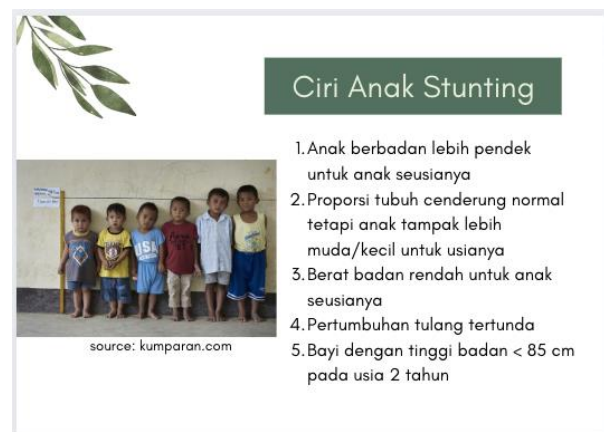 Ciri Anak Stunting
1. Anak berbadan lebih pendek
untuk anak seusianya
2. Proporsi tubuh cenderung normal
tetapi anak tampak lebih
muda/kecil untuk usianya
3. Berat badan rendah untuk anak
seusianya
4. Pertumbuhan tulang tertunda
5. Bayi dengan tinggi badan < 85 cm
pada usia 2 tahun
USA
source: kumparan.com